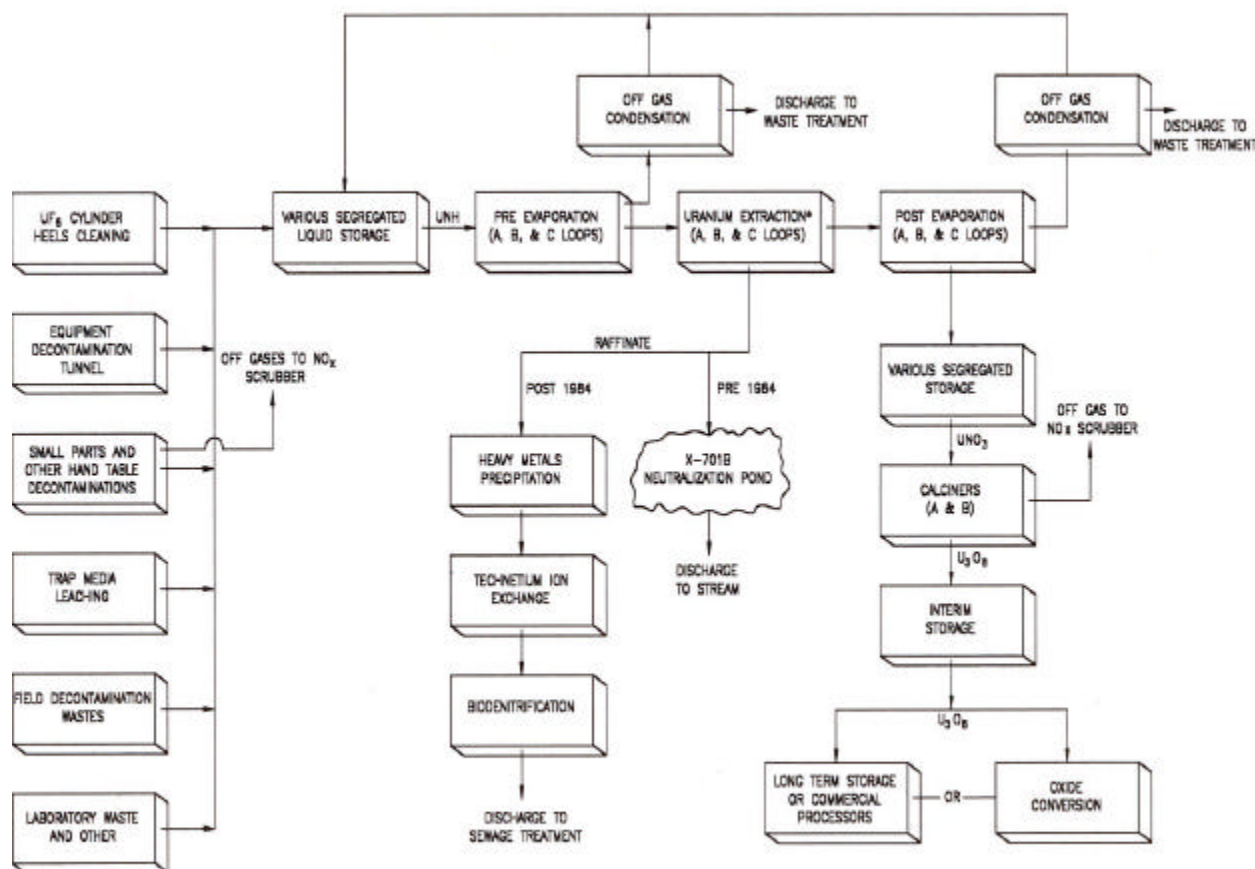 OFF GAS
CONDENSATION
DISCHARGE TO
WASTE TREATMENT
OFF GAS
CONDENSATION
DISCHARGE TO
WASTE TREATMENT
UF6 CYLINDER
HEELS CLEANING
VARIOUS SEGREGATED
LIQUID STORAGE
UNH
PRE EVAPORATION
(A, B, & C LOOPS)
URANIUM EXTRACTION*
(A, B, & C LOOPS)
POST EVAPORATION
(A, B, & C LOOPS)
EQUIPMENT
DECONTAMINATION
TUNNEL
OFF GASES TO NOX
SCRUBBER
RAFFINATE
POST 1984
PRE 1984
VARIOUS SEGREGATED
STORAGE
UNO3
OFF GAS TO
NOX SCRUBBER
SMALL PARTS AND
OTHER HAND TABLE
DECONTAMINATIONS
HEAVY METALS
PRECIPITATION
X-701B
NEUTRALIZATION POND
CALCINERS
(A & B)
U3O8
TRAP MEDIA
LEACHING
TECHNETIUM ION
EXCHANGE
DISCHARGE
TO STREAM
INTERIM
STORAGE
FIELD DECONTAMINATION
WASTES
BIODENITRIFICATION
U3O8
LABORATORY WASTE
AND OTHER
DISCHARGE TO
SEWAGE TREATMENT
LONG TERM STORAGE
OR COMMERCIAL
PROCESSORS
OR
OXIDE
CONVERSION